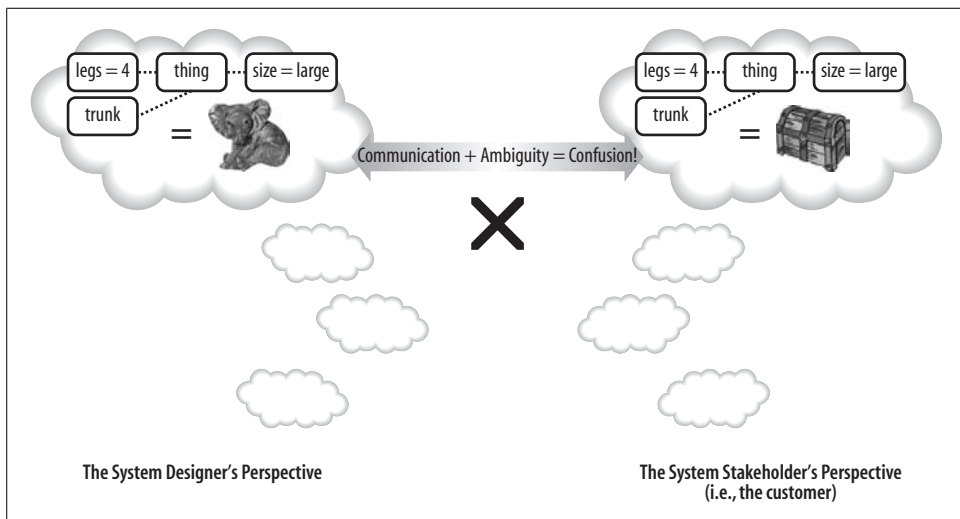 legs = 4 thing size = large
trunk
=
legs = 4 thing size = large
trunk
=
Communication + Ambiguity = Confusion!
The System Designer's Perspective
The System Stakeholder's Perspective
(i.e., the customer)